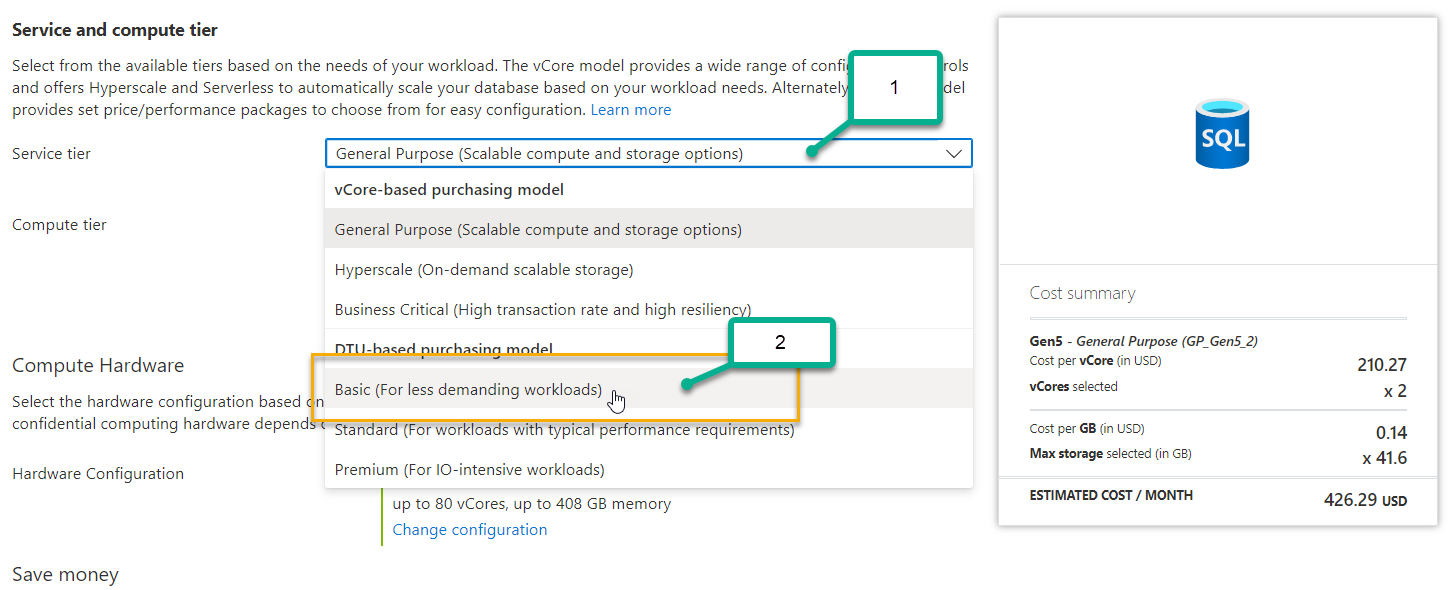 Service and compute tier
Select from the available tiers based on the needs of your workload. The vCore model provides a wide range of
and offers Hyperscale and Serverless to automatically scale your database based on your workload needs. Alternately
provides set price/performance packages to choose from for easy configuration. Learn more
1
Service tier
General Purpose (Scalable compute and storage options)
vCore-based purchasing model
Compute tier
General Purpose (Scalable compute and storage options)
Hyperscale (On-demand scalable storage)
Business Critical (High transaction rate and high resiliency)
DTU-based purchasing model
2
Compute Hardware
Basic (For less demanding workloads)
Select the hardware configuration based on
confidential computing hardware depends
Standard (For workloads with typical performance requirements)
Hardware Configuration
Premium (For IO-intensive workloads)
up to 80 vCores, up to 408 GB memory
Change configuration
Save money
SQL
Cost summary
Gen5 - General Purpose (GP_Gen5_2)
Cost per vCore (in USD) 210.27
vCores selected x 2
Cost per GB (in USD) 0.14
Max storage selected (in GB) x 41.6
ESTIMATED COST / MONTH 426.29 USD